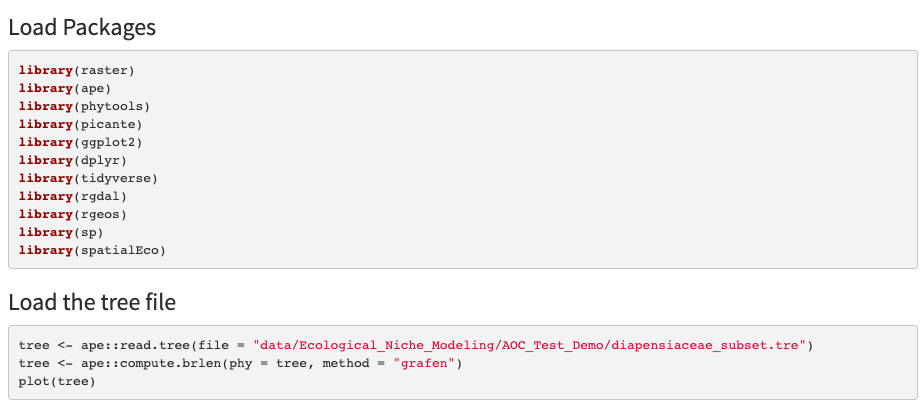 Load Packages
library(raster)
library(ape)
library(phytools)
library(picante)
library(ggplot2)
library(dplyr)
library(tidyverse)
library(rgdal)
library(rgeos)
library(sp)
library(spatialEco)
Load the tree file
tree <- ape::read.tree(file = "data/Ecological_Niche_Modeling/AOC_Test_Demo/diapensiaceae_subset.tre")
tree <- ape::compute.brlen(phy = tree, method = "grafen")
plot(tree)